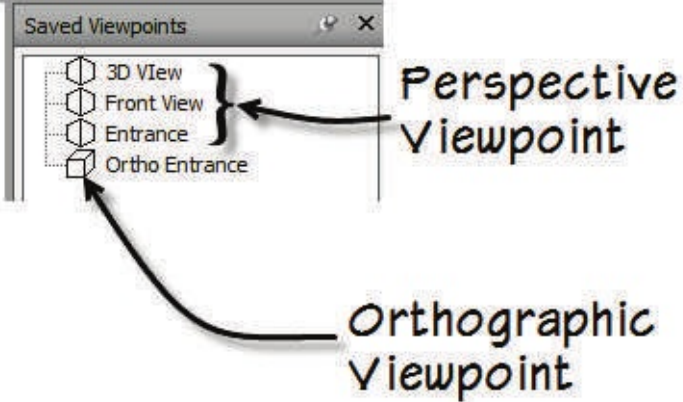 Saved Viewpoints
3D VIew
Front View
Entrance
Ortho Entrance
Perspective
Viewpoint
Orthographic
Viewpoint